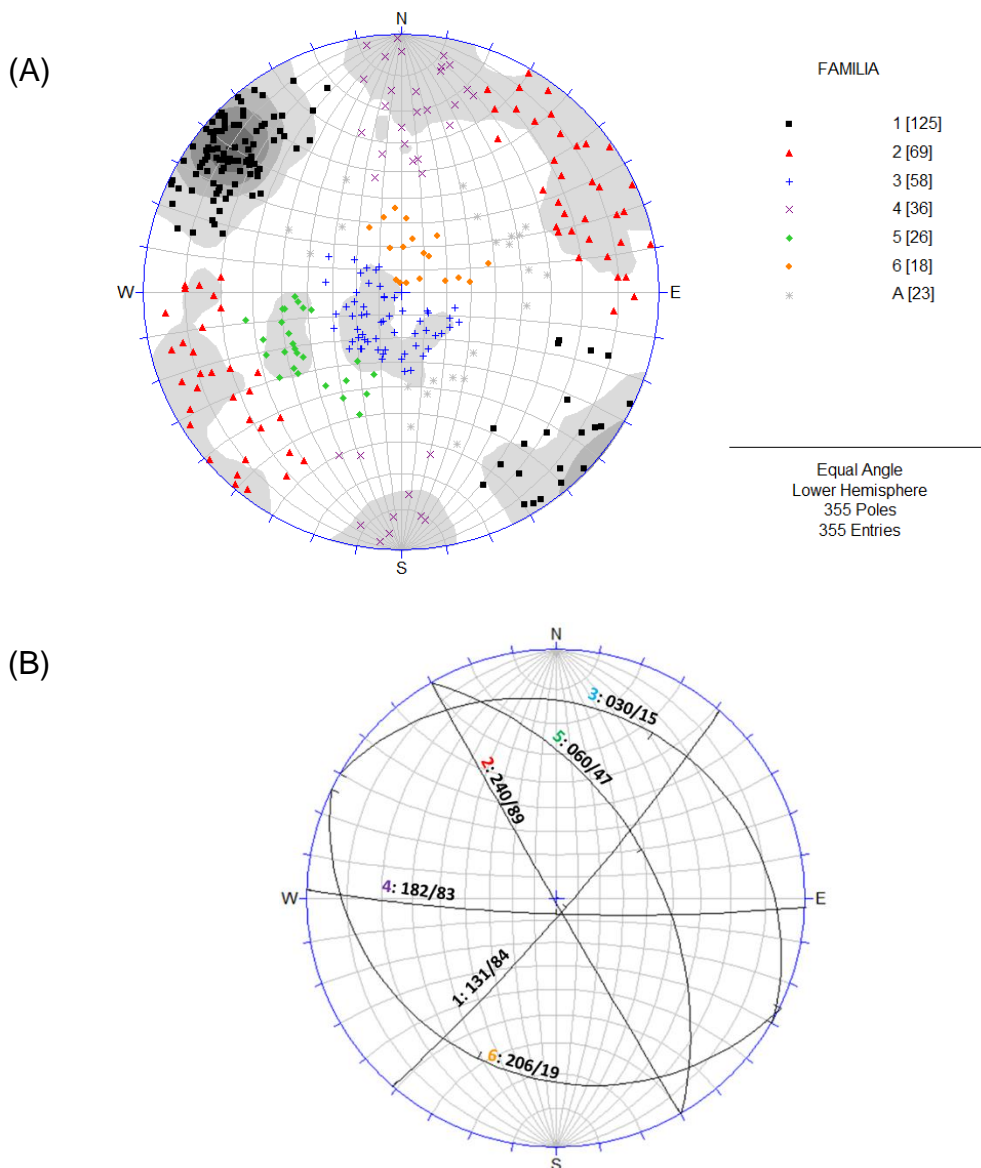 (A)
N
W
E
S
FAMILIA
1 [125]
2 [69]
3 [58]
4 [36]
5 [26]
6 [18]
A [23]
Equal Angle
Lower Hemisphere
355 Poles
355 Entries
(B)
N
3: 030/15
5: 060/47
2: 240/89
4: 182/83
W
E
1: 131/84
6: 206/19
S